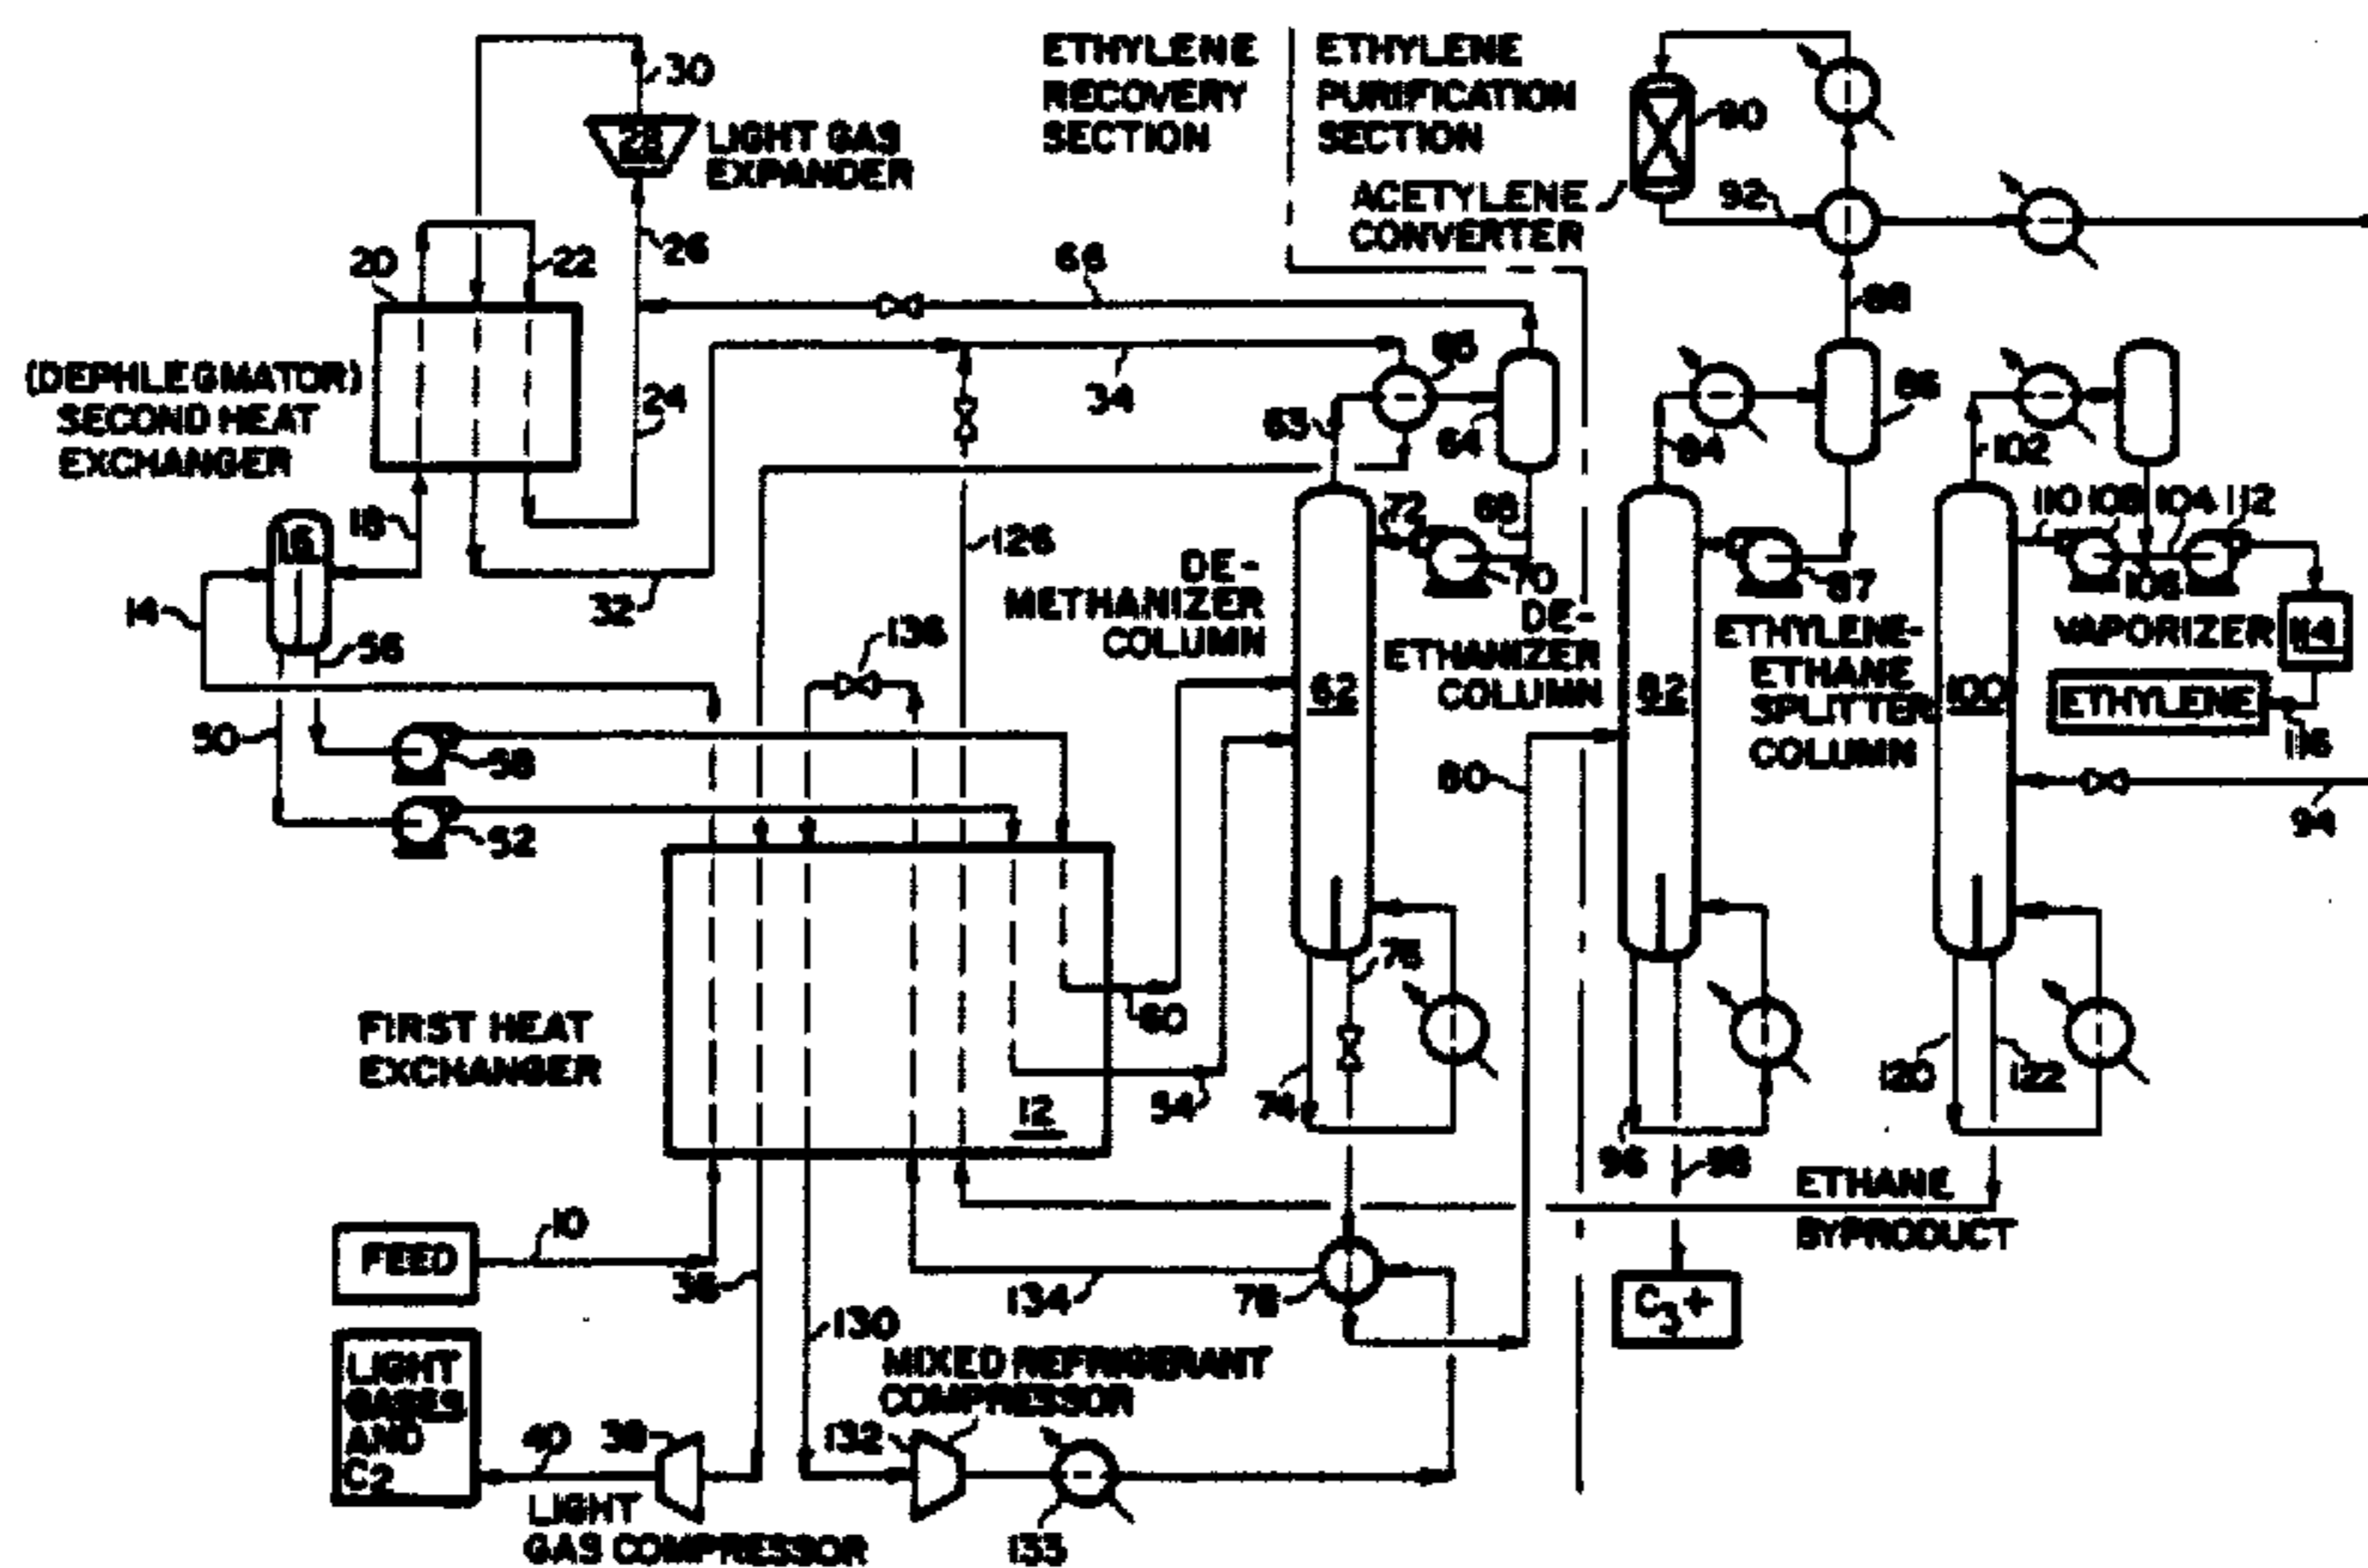 30
ETHYLENE
RECOVERY
SECTION
ETHYLENE
PURIFICATION
SECTION
90
28
LIGHT GAS
EXPANDER
92
ACETYLENE
CONVERTER
20
22
26
66
88
(DEPHLEGMATOR)
SECOND HEAT
EXCHANGER
24
34
63
64
84
86
102
18
16
72
68
70
110 108 104 112
106
87
126
14
32
56
136
DE-
METHANIZER
COLUMN
DE-
ETHANIZER
COLUMN
ETHYLENE-
ETHANE
SPLITTER
COLUMN
VAPORIZER
114
ETHYLENE
116
62
82
100
50
58
52
80
94
76
FIRST HEAT
EXCHANGER
12
60
54
74
96
98
120
122
ETHANE
BYPRODUCT
FEED
10
36
130
134
78
C3+
LIGHT
GASES
AND
C2
40
LIGHT
GAS COMPRESSOR
MIXED REFRIGERANT
COMPRESSOR
132
133